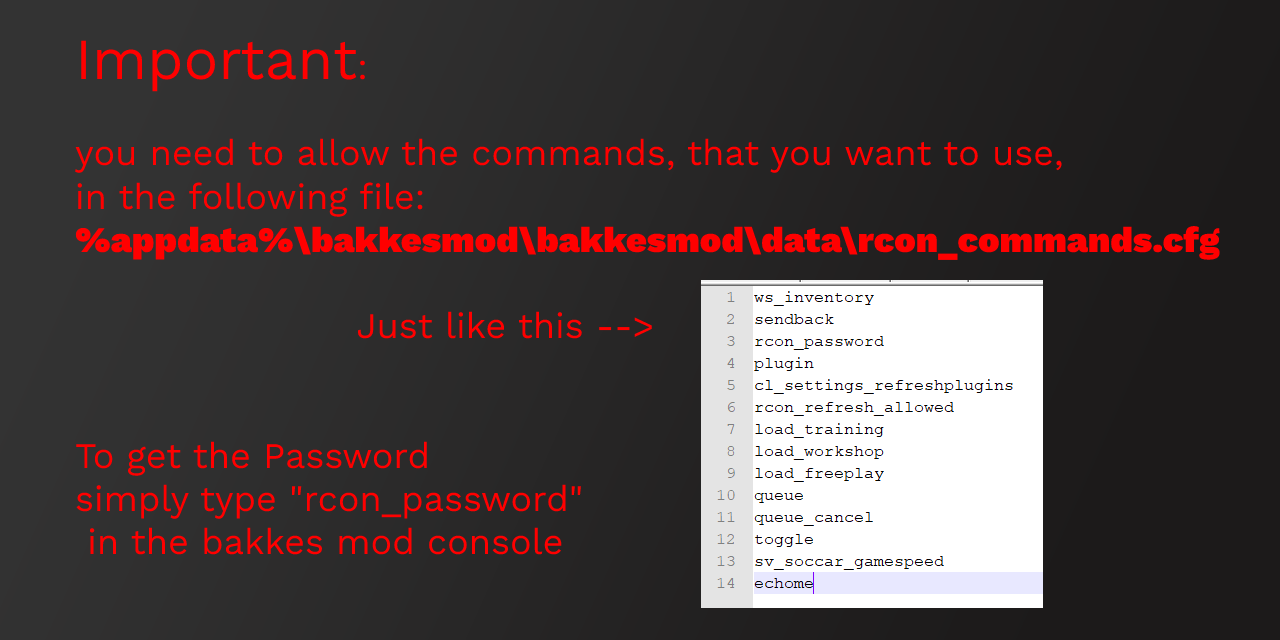 Important:
you need to allow the commands, that you want to use,
in the following file:
%appdata%\bakkesmod\bakkesmod\data\rcon_commands.cfg
Just like this -->
1 ws_inventory
2 sendback
3 rcon_password
4 plugin
5 cl_settings_refreshplugins
6 rcon_refresh_allowed
7 load_training
8 load_workshop
9 load_freeplay
10 queue
11 queue_cancel
12 toggle
13 sv_soccar_gamespeed
14 echome
To get the Password
simply type "rcon_password"
in the bakkes mod console